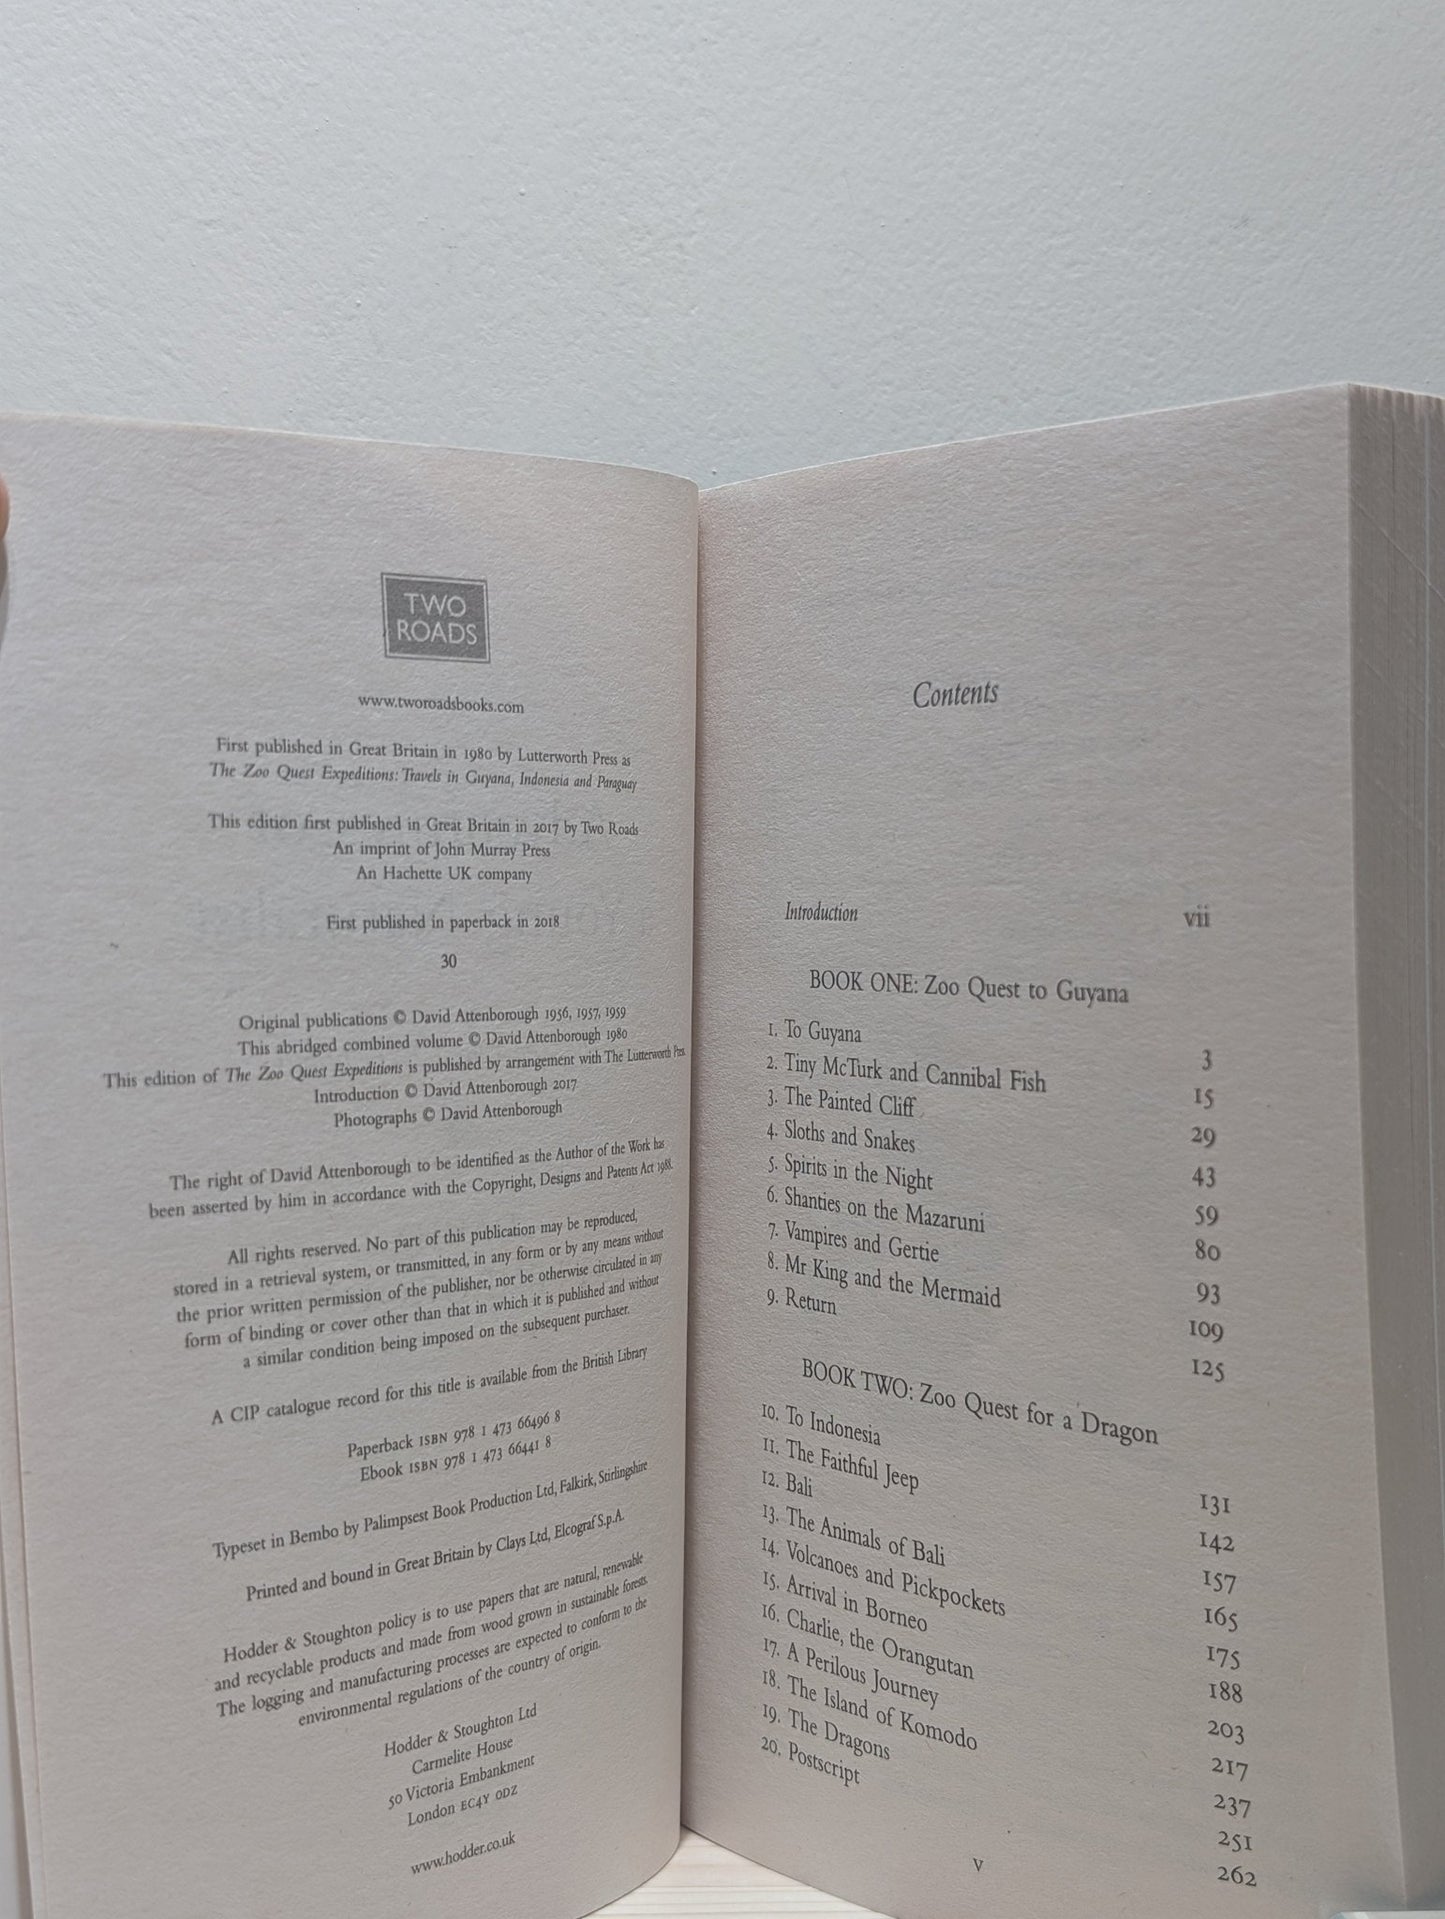 TWO
ROADS
www.tworoadsbooks.com
First published in Great Britain in 1980 by Lutterworth Press as
The Zoo Quest Expeditions: Travels in Guyana, Indonesia and Paraguay
This edition first published in Great Britain in 2017 by Two Roads
An imprint of John Murray Press
An Hachette UK company
First published in paperback in 2018
30
Original publications © David Attenborough 1956, 1957, 1959
This abridged combined volume © David Attenborough 1980
This edition of The Zoo Quest Expeditions is published by arrangement with The Lutterworth Press.
Introduction © David Attenborough 2017
Photographs © David Attenborough
The right of David Attenborough to be identified as the Author of the Work has
been asserted by him in accordance with the Copyright, Designs and Patents Act 1988.
All rights reserved. No part of this publication may be reproduced,
stored in a retrieval system, or transmitted, in any form or by any means without
the prior written permission of the publisher, nor be otherwise circulated in any
form of binding or cover other than that in which it is published and without
a similar condition being imposed on the subsequent purchaser.
A CIP catalogue record for this title is available from the British Library
Paperback ISBN 978 1 473 66496 8
Ebook ISBN 978 1 473 66441 8
Typeset in Bembo by Palimpsest Book Production Ltd, Falkirk, Stirlingshire
Printed and bound in Great Britain by Clays Ltd, Elcograf S.p.A.
Hodder & Stoughton policy is to use papers that are natural, renewable
and recyclable products and made from wood grown in sustainable forests.
The logging and manufacturing processes are expected to conform to the
environmental regulations of the country of origin.
Hodder & Stoughton Ltd
Carmelite House
50 Victoria Embankment
London EC4Y 0DZ
www.hodder.co.uk
Contents
Introduction vii
BOOK ONE: Zoo Quest to Guyana
1. To Guyana 3
2. Tiny McTurk and Cannibal Fish 15
3. The Painted Cliff 29
4. Sloths and Snakes 43
5. Spirits in the Night 59
6. Shanties on the Mazaruni 80
7. Vampires and Gertie 93
8. Mr King and the Mermaid 109
9. Return 125
BOOK TWO: Zoo Quest for a Dragon
10. To Indonesia 131
11. The Faithful Jeep 142
12. Bali 157
13. The Animals of Bali 165
14. Volcanoes and Pickpockets 175
15. Arrival in Borneo 188
16. Charlie, the Orangutan 203
17. A Perilous Journey 217
18. The Island of Komodo 237
19. The Dragons 251
20. Postscript 262
v